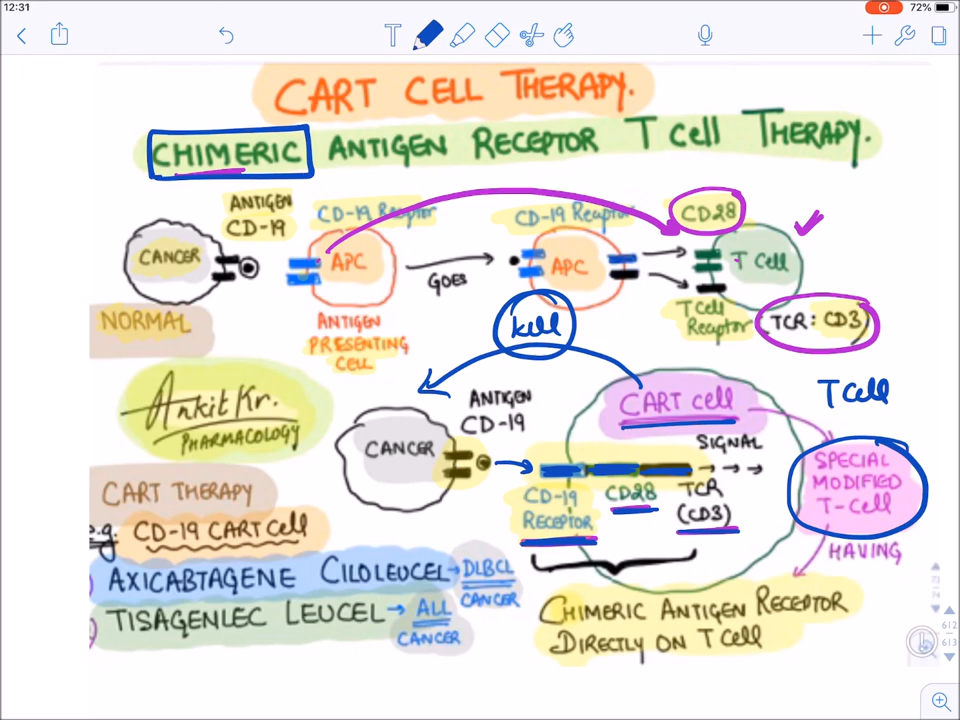 12:31
72%
T
CART CELL THERAPY.
CHIMERIC ANTIGEN RECEPTOR T CELL THERAPY.
ANTIGEN
CD-19
CD-19 Receptor
CD-19 Receptor
CD28
CANCER
APC
GOES
APC
T Cell
NORMAL
ANTIGEN
PRESENTING
CELL
kill
T Cell
Receptor
(TCR: CD3)
Ankit Kr.
PHARMACOLOGY
ANTIGEN
CD-19
CANCER
CART cell
T Cell
SIGNAL
SPECIAL
MODIFIED
T-Cell
HAVING
CD-19
RECEPTOR
CD28
TCR
(CD3)
CART THERAPY
e.g. CD-19 CART Cell
AXICABTAGENE CILOLEUCEL → DLBCL
CANCER
TISAGENLEC LEUCEL → ALL
CANCER
CHIMERIC ANTIGEN RECEPTOR
DIRECTLY ON T Cell
612
613